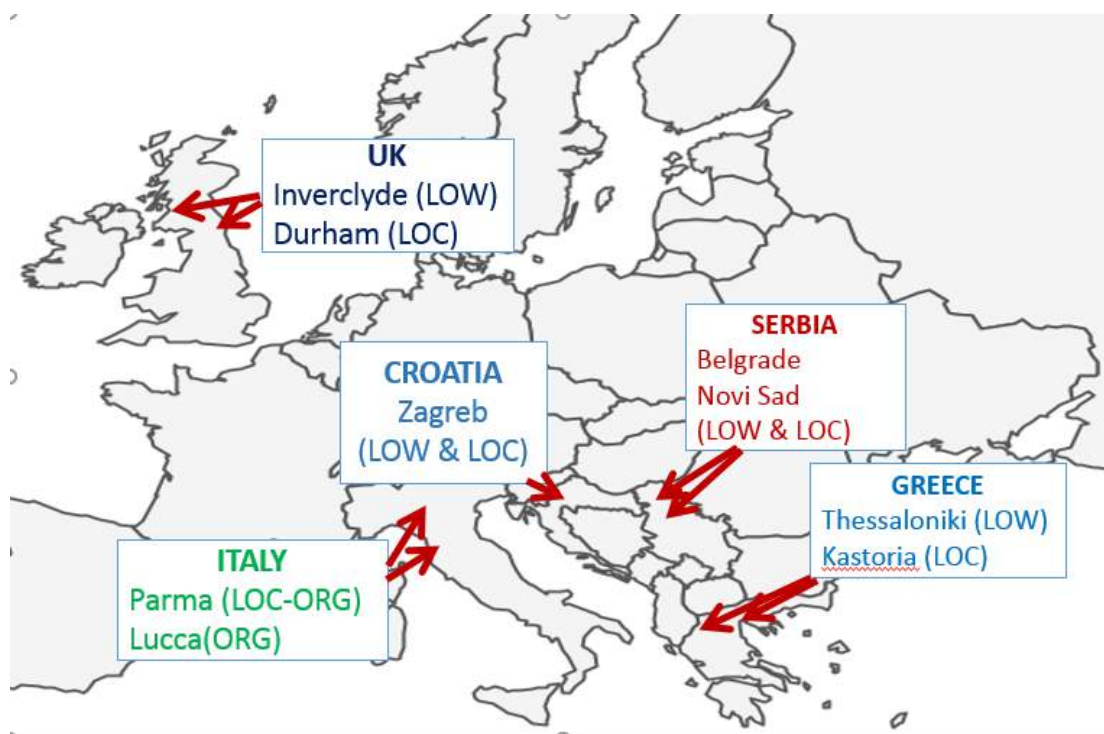 UK
Inverclyde (LOW)
Durham (LOC)
SERBIA
Belgrade
Novi Sad
(LOW & LOC)
CROATIA
Zagreb
(LOW & LOC)
GREECE
Thessaloniki (LOW)
Kastoria (LOC)
ITALY
Parma (LOC-ORG)
Lucca(ORG)